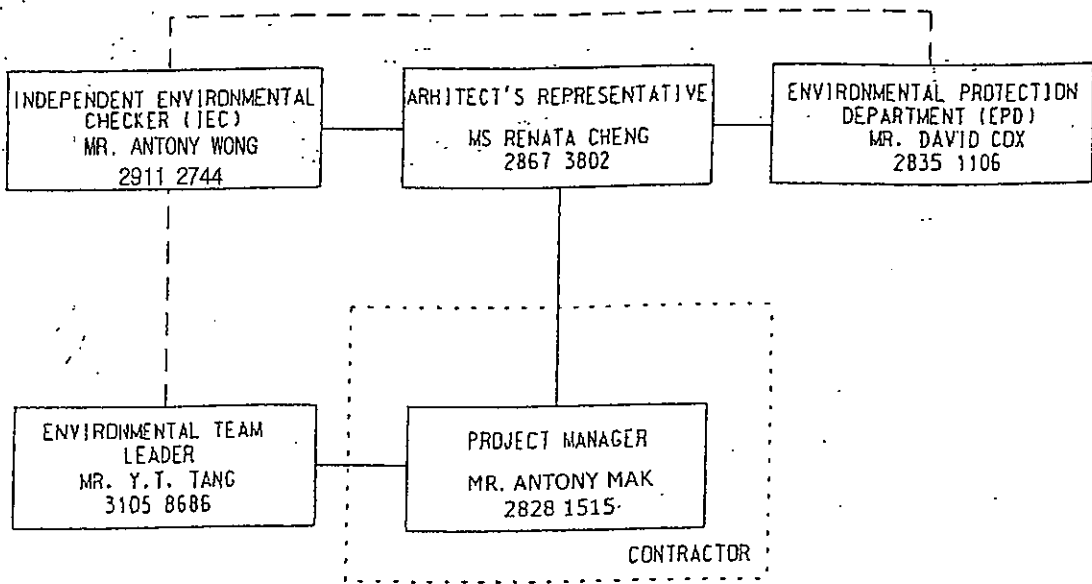 INDEPENDENT ENVIRONMENTAL
CHECKER (IEC)
MR. ANTONY WONG
2911 2744
ARHITECT'S REPRESENTATIVE
MS RENATA CHENG
2867 3802
ENVIRONMENTAL PROTECTION
DEPARTMENT (EPD)
MR. DAVID COX
2835 1106
ENVIRONMENTAL TEAM
LEADER
MR. Y.T. TANG
3105 8686
PROJECT MANAGER
MR. ANTONY MAK
2828 1515
CONTRACTOR